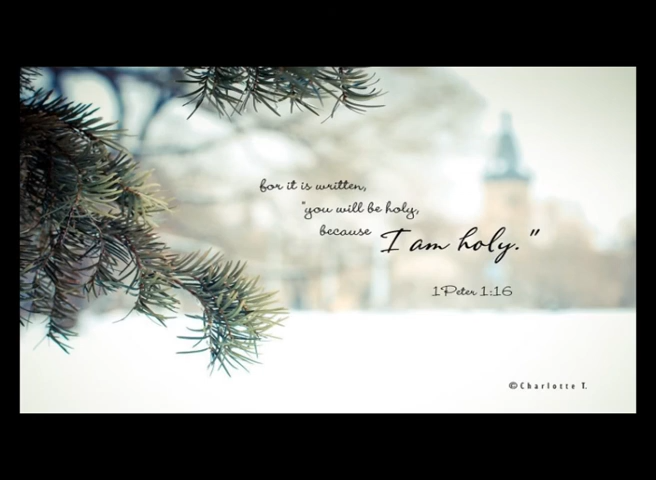 for it is written,
"you will be holy,
because I am holy."
1 Peter 1:16
©Charlotte T.